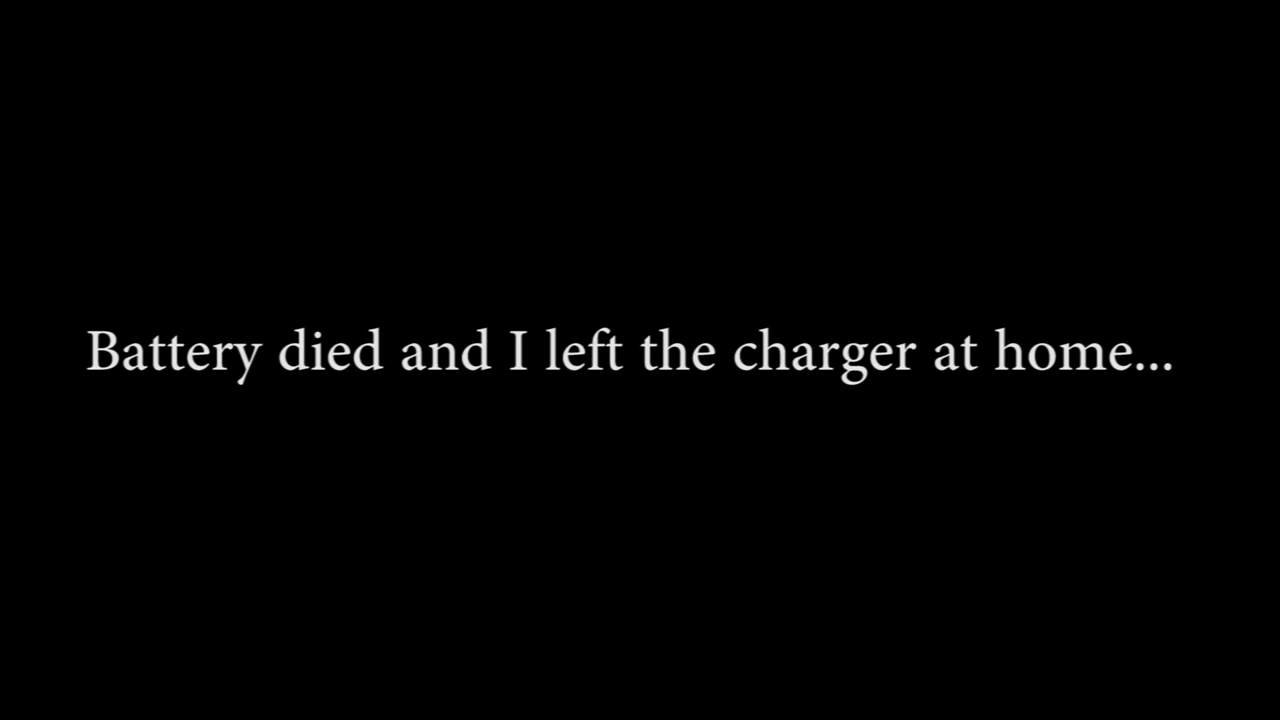 Battery died and I left the charger at home...